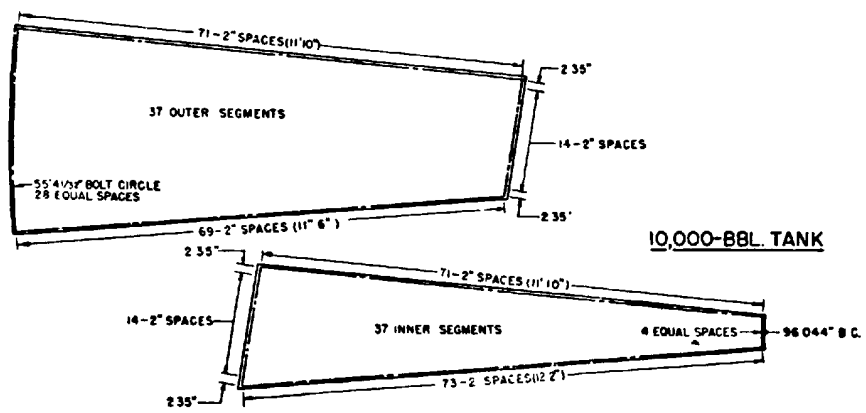 71-2" SPACES (11'10")
2 35"
37 OUTER SEGMENTS
14-2" SPACES
55'4 1/32" BOLT CIRCLE
28 EQUAL SPACES
2 35'
69-2" SPACES (11" 6")
10,000-BBL. TANK
2 35"
71-2" SPACES (11'10")
14-2" SPACES
37 INNER SEGMENTS
4 EQUAL SPACES
96 044" B.C.
73-2 SPACES (12 2")
2 35"